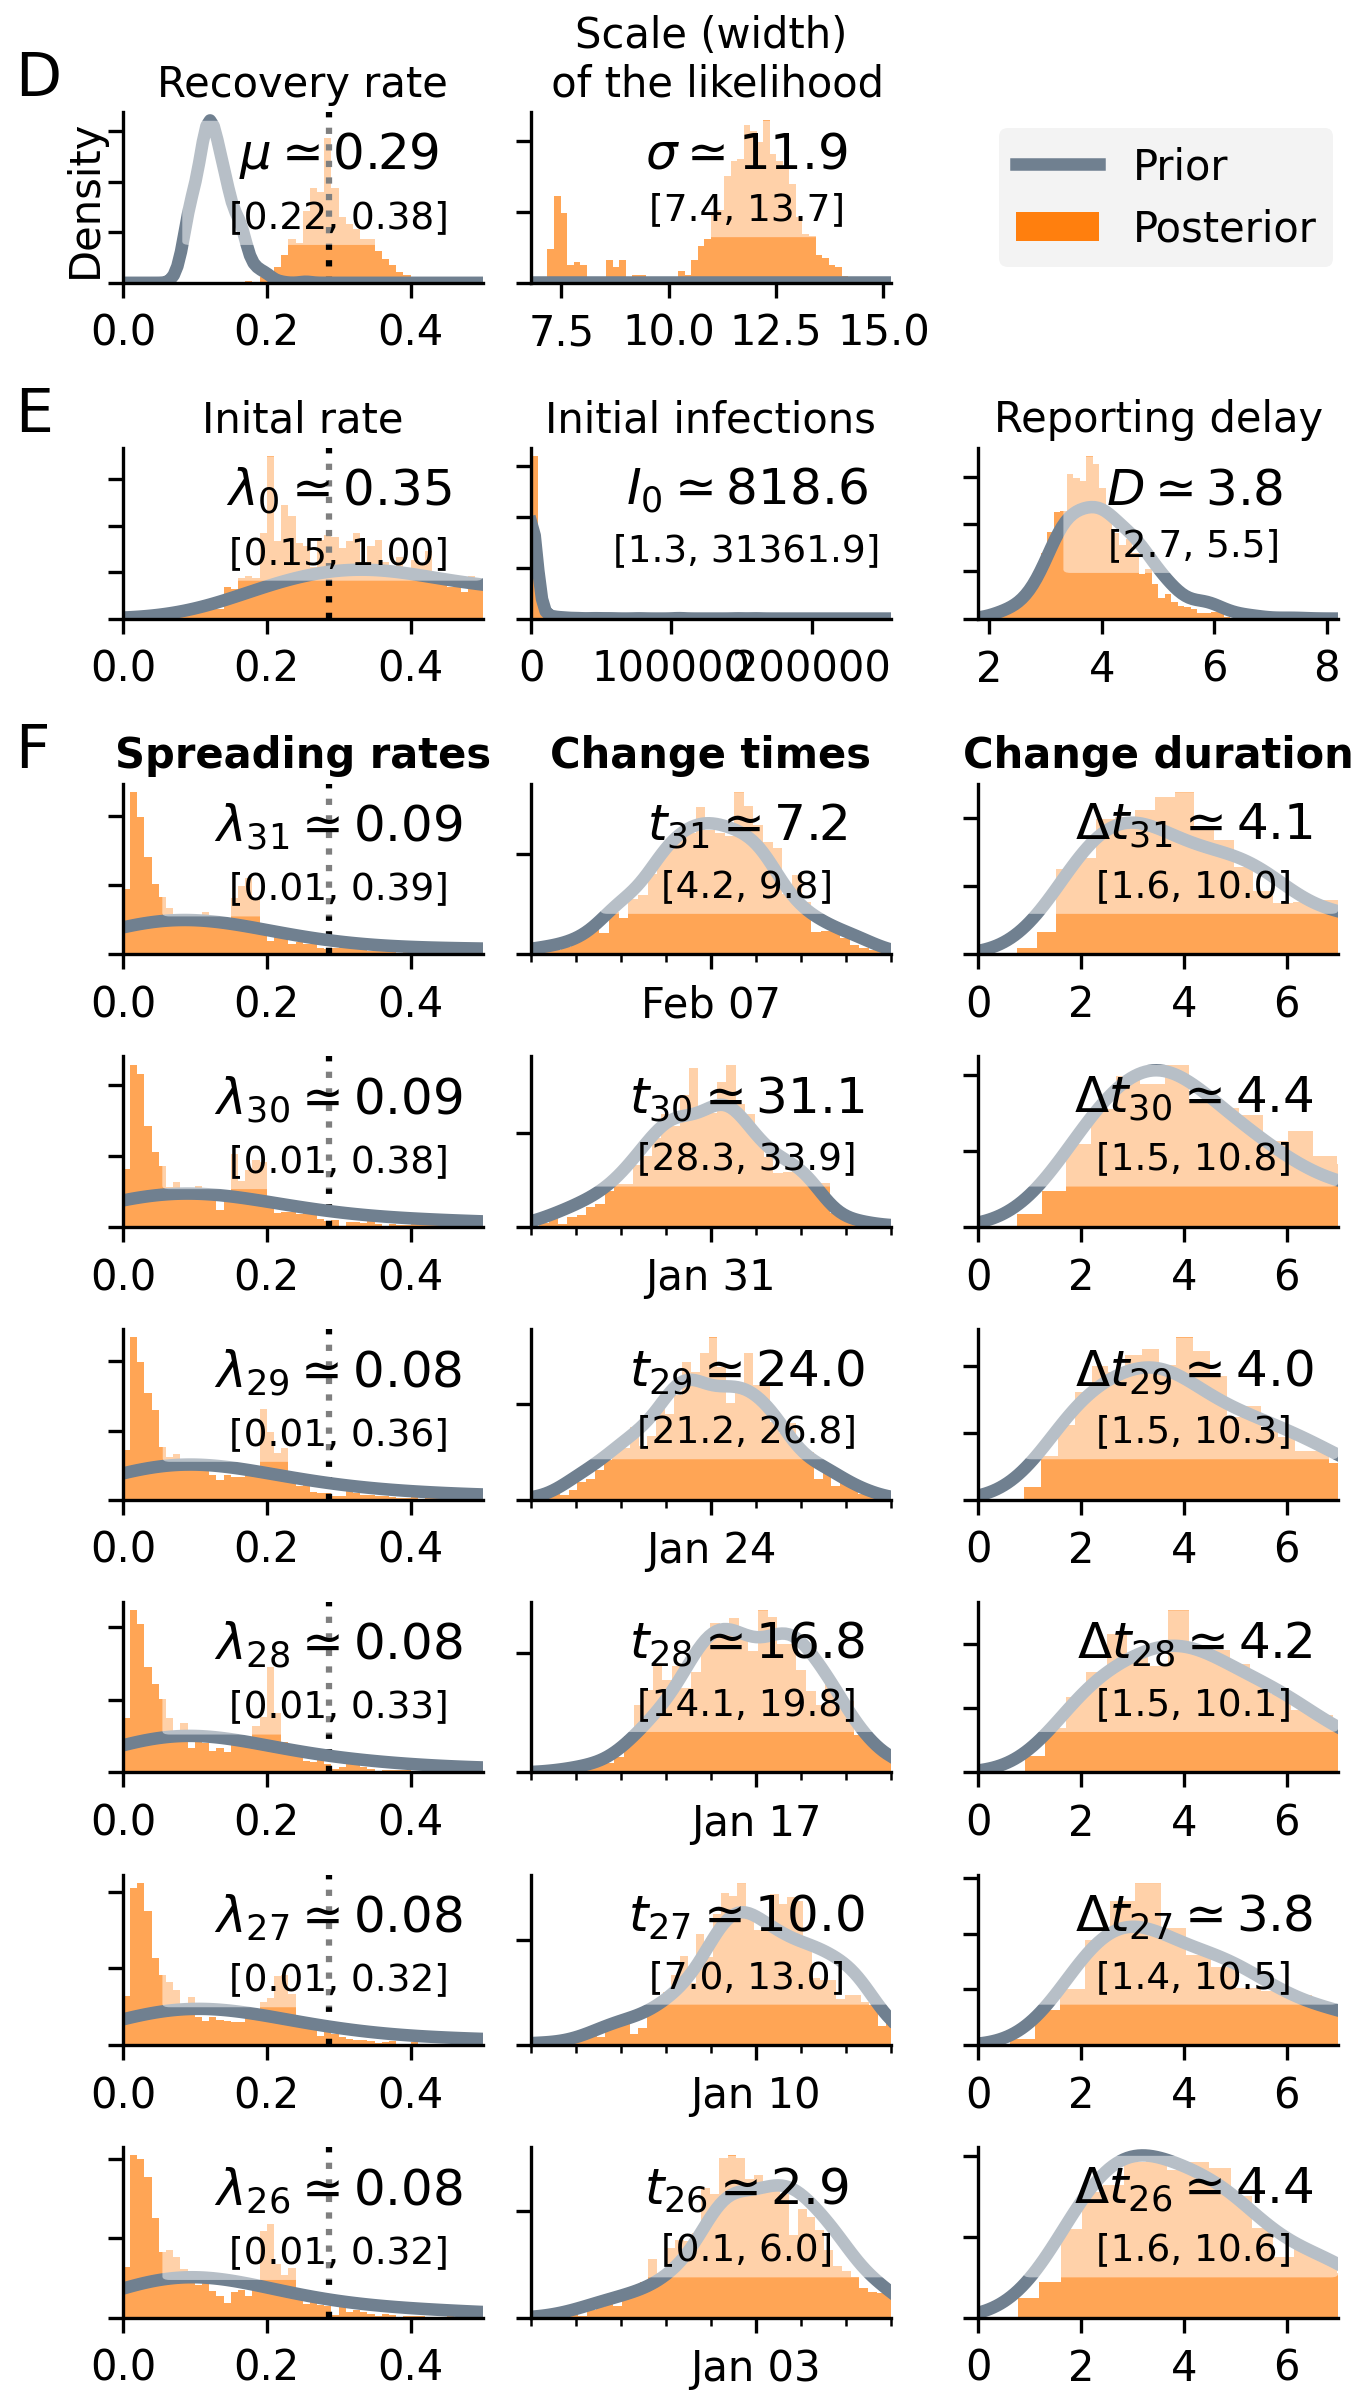 D
Recovery rate
Scale (width)
of the likelihood
Density
μ ≃ 0.29
[0.22, 0.38]
0.0 0.2 0.4
σ ≃ 11.9
[7.4, 13.7]
7.5 10.0 12.5 15.0
Prior
Posterior
E
Inital rate
λ0 ≃ 0.35
[0.15, 1.00]
0.0 0.2 0.4
Initial infections
I0 ≃ 818.6
[1.3, 31361.9]
0 100000 200000
Reporting delay
D ≃ 3.8
[2.7, 5.5]
2 4 6 8
F
Spreading rates Change times Change duration
λ31 ≃ 0.09
[0.01, 0.39]
0.0 0.2 0.4
t31 ≃ 7.2
[4.2, 9.8]
Feb 07
Δt31 ≃ 4.1
[1.6, 10.0]
0 2 4 6
λ30 ≃ 0.09
[0.01, 0.38]
0.0 0.2 0.4
t30 ≃ 31.1
[28.3, 33.9]
Jan 31
Δt30 ≃ 4.4
[1.5, 10.8]
0 2 4 6
λ29 ≃ 0.08
[0.01, 0.36]
0.0 0.2 0.4
t29 ≃ 24.0
[21.2, 26.8]
Jan 24
Δt29 ≃ 4.0
[1.5, 10.3]
0 2 4 6
λ28 ≃ 0.08
[0.01, 0.33]
0.0 0.2 0.4
t28 ≃ 16.8
[14.1, 19.8]
Jan 17
Δt28 ≃ 4.2
[1.5, 10.1]
0 2 4 6
λ27 ≃ 0.08
[0.01, 0.32]
0.0 0.2 0.4
t27 ≃ 10.0
[7.0, 13.0]
Jan 10
Δt27 ≃ 3.8
[1.4, 10.5]
0 2 4 6
λ26 ≃ 0.08
[0.01, 0.32]
0.0 0.2 0.4
t26 ≃ 2.9
[0.1, 6.0]
Jan 03
Δt26 ≃ 4.4
[1.6, 10.6]
0 2 4 6